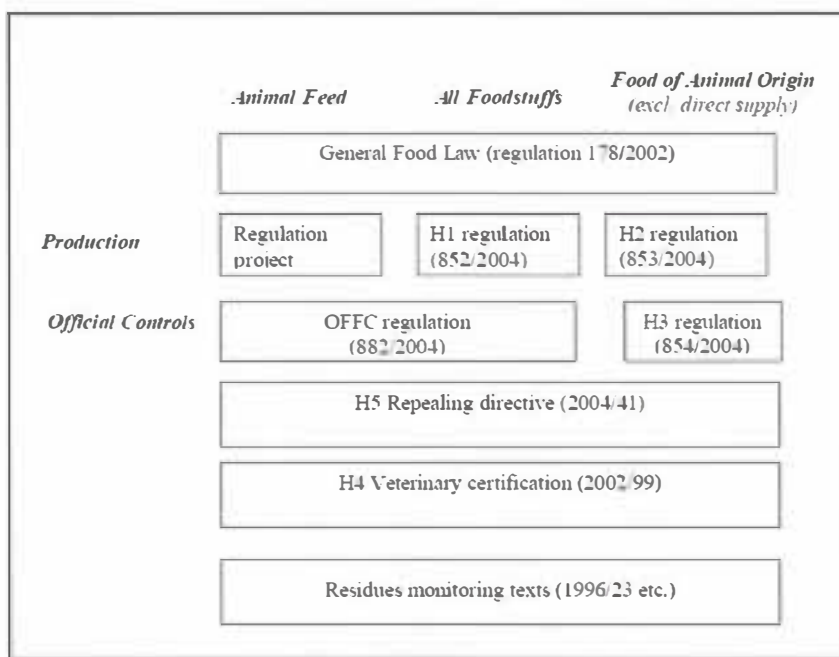 Animal Feed All Foodstuffs Food of Animal Origin
(excl. direct supply)
General Food Law (regulation 178/2002)
Production
Regulation project
H1 regulation
(852/2004)
H2 regulation
(853/2004)
Official Controls
OFFC regulation
(882/2004)
H3 regulation
(854/2004)
H5 Repealing directive (2004/41)
H4 Veterinary certification (2002/99)
Residues monitoring texts (1996/23 etc.)